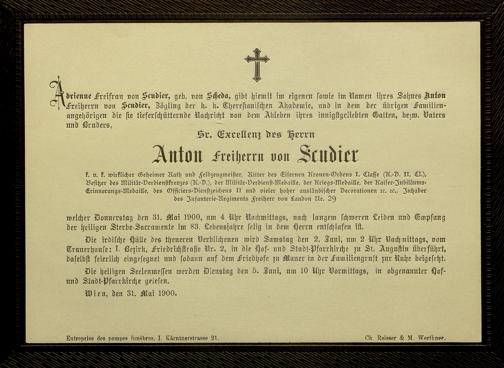 Adrienne Freifrau von Scudier, geb. von Scheda, gibt hiemit im eigenen sowie im Namen ihres Sohnes Anton
Freiherrn von Scudier, Zögling der k. k. Theresianischen Akademie, und in dem der übrigen Familien-
angehörigen die sie tieferschütternde Nachricht von dem Ableben ihres innigstgeliebten Gatten, bezw. Vaters
und Bruders,
Sr. Excellenz des Herrn
Anton Freiherrn von Scudier
k. u. k. wirklicher Geheimer Rath und Feldzeugmeister, Ritter des Eisernen Kronen-Ordens I. Classe (K.-D. II. Cl.),
Besitzer des Militär-Verdienstkreuzes (K.-D.), der Militär-Verdienst-Medaille, der Kriegs-Medaille, der Kaiser-Jubiläums-
Erinnerungs-Medaille, des Officiers-Dienstzeichens II und vieler hoher ausländischer Decorationen ꝛc. ꝛc., Inhaber
des Infanterie-Regiments Freiherr von Laudon Nr. 29
welcher Donnerstag den 31. Mai 1900, um 4 Uhr Nachmittags, nach langem schweren Leiden und Empfang
der heiligen Sterbe-Sacramente im 83. Lebensjahre selig in dem Herrn entschlafen ist.
Die irdische Hülle des theueren Verblichenen wird Samstag den 2. Juni, um 2 Uhr Nachmittags, vom
Trauerhause: I. Bezirk, Friedrichstraße Nr. 2, in die Hof- und Stadt-Pfarrkirche zu St. Augustin überführt,
daselbst feierlich eingesegnet und sodann auf dem Friedhofe zu Mauer in der Familiengruft zur Ruhe beigesetzt.
Die heiligen Seelenmessen werden Dienstag den 5. Juni, um 10 Uhr Vormittags, in obgenannter Hof-
und Stadt-Pfarrkirche gelesen.
Wien, den 31. Mai 1900.
Entreprise des pompes funèbres, I. Kärntnerstrasse 21.
Ch. Reisser & M. Werthner.